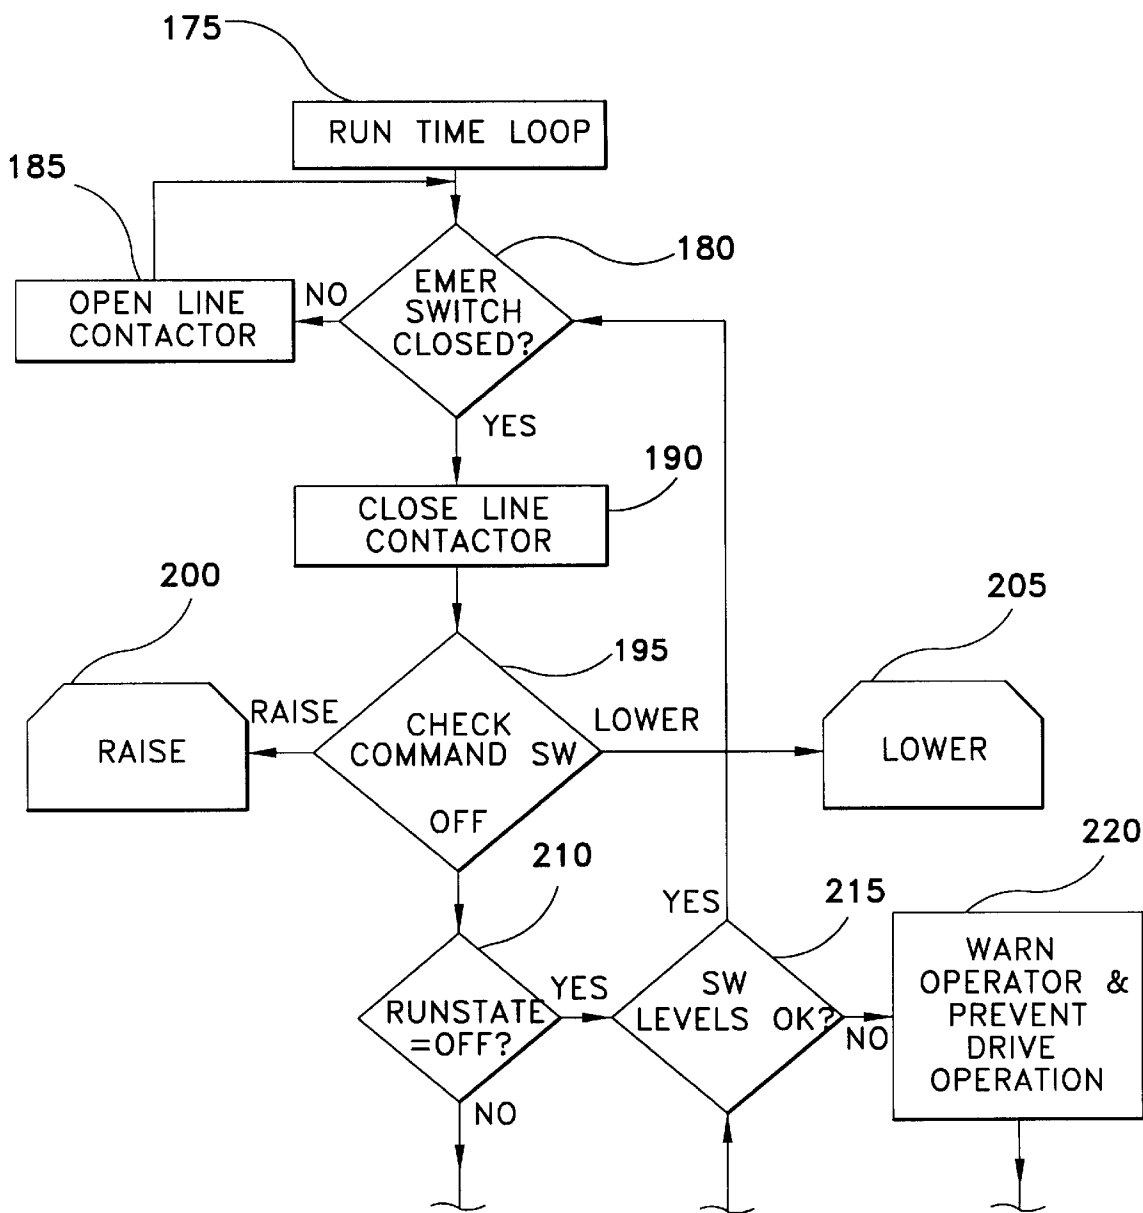 175
RUN TIME LOOP
185
180
EMER
SWITCH
CLOSED?
NO
OPEN LINE
CONTACTOR
YES
190
CLOSE LINE
CONTACTOR
200
205
195
RAISE
LOWER
CHECK
COMMAND SW
OFF
RAISE
LOWER
210
220
YES
215
RUNSTATE
=OFF?
YES
SW
LEVELS OK?
NO
WARN
OPERATOR &
PREVENT
DRIVE
OPERATION
NO